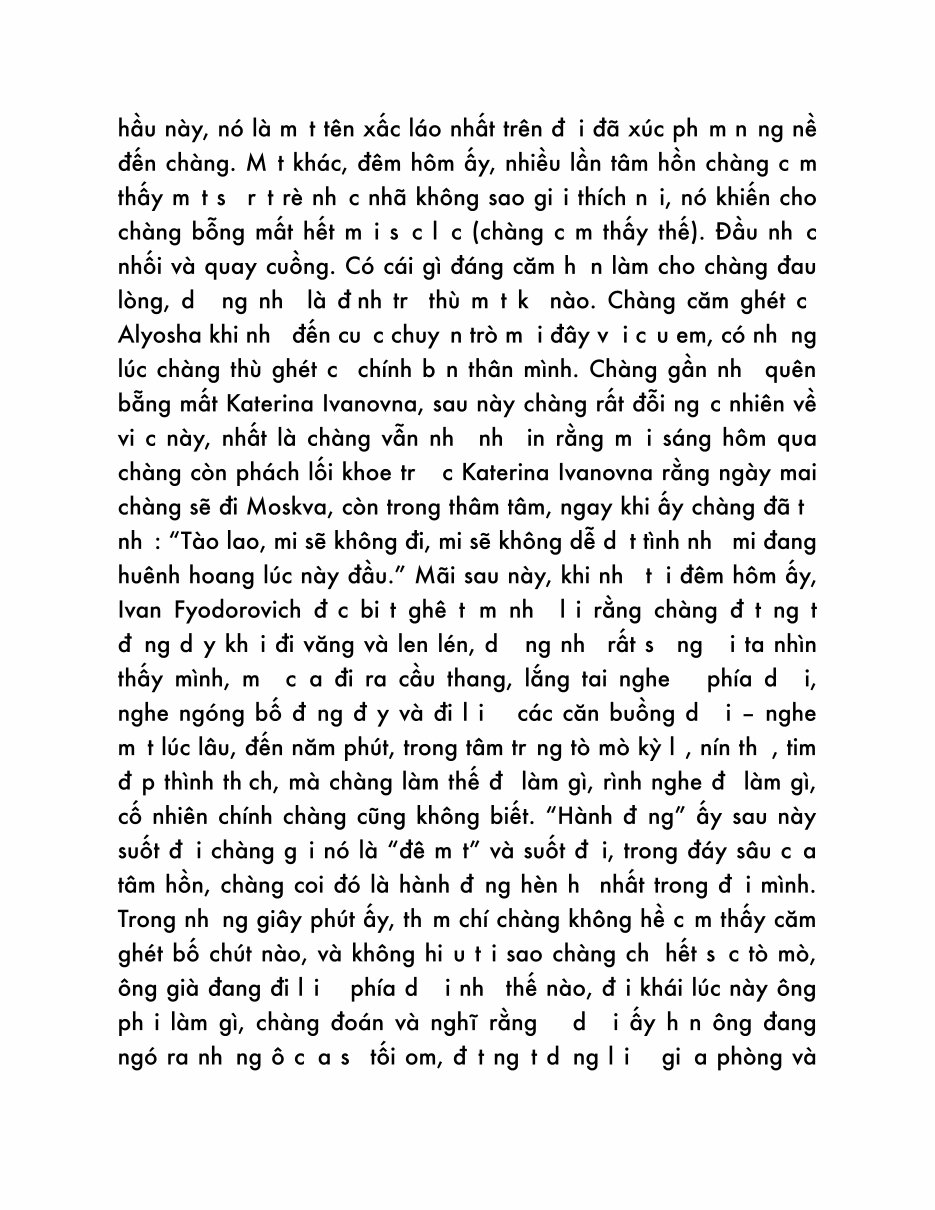 hầu này, nó là m t tên xấc láo nhất trên đ i đã xúc ph m n ng nề
đến chàng. M t khác, đêm hôm ấy, nhiều lần tâm hồn chàng c m
thấy m t s r t rè nh c nhã không sao gi i thích n i, nó khiến cho
chàng bỗng mất hết m i s c l c (chàng c m thấy thế). Đầu nh c
nhối và quay cuồng. Có cái gì đáng căm h n làm cho chàng đau
lòng, d ng nh là đ nh tr thù m t k nào. Chàng căm ghét c
Alyosha khi nh đến cu c chuy n trò m i đây v i c u em, có nh ng
lúc chàng thù ghét c chính b n thân mình. Chàng gần nh quên
bẵng mất Katerina Ivanovna, sau này chàng rất đỗi ng c nhiên về
vi c này, nhất là chàng vẫn nh nh in rằng m i sáng hôm qua
chàng còn phách lối khoe tr c Katerina Ivanovna rằng ngày mai
chàng sẽ đi Moskva, còn trong thâm tâm, ngay khi ấy chàng đã t
nh : “Tào lao, mi sẽ không đi, mi sẽ không dễ d t tình nh mi đang
huênh hoang lúc này đầu.” Mãi sau này, khi nh t i đêm hôm ấy,
Ivan Fyodorovich đ c bi t ghê t m nh l i rằng chàng đ t ng t
đ ng d y kh i đi văng và len lén, d ng nh rất s ng i ta nhìn
thấy mình, m c a đi ra cầu thang, lắng tai nghe phía d i,
nghe ngóng bố đ ng đ y và đi l i các căn buồng d i – nghe
m t lúc lâu, đến năm phút, trong tâm tr ng tò mò kỳ l , nín th , tim
đ p thình th ch, mà chàng làm thế đ làm gì, rình nghe đ làm gì,
cố nhiên chính chàng cũng không biết. “Hành đ ng” ấy sau này
suốt đ i chàng g i nó là “đê m t” và suốt đ i, trong đáy sâu c a
tâm hồn, chàng coi đó là hành đ ng hèn h nhất trong đ i mình.
Trong nh ng giây phút ấy, th m chí chàng không hề c m thấy căm
ghét bố chút nào, và không hi u t i sao chàng ch hết s c tò mò,
ông già đang đi l i phía d i nh thế nào, đ i khái lúc này ông
ph i làm gì, chàng đoán và nghĩ rằng d i ấy h n ông đang
ngó ra nh ng ô c a s tối om, đ t ng t d ng l i gi a phòng và